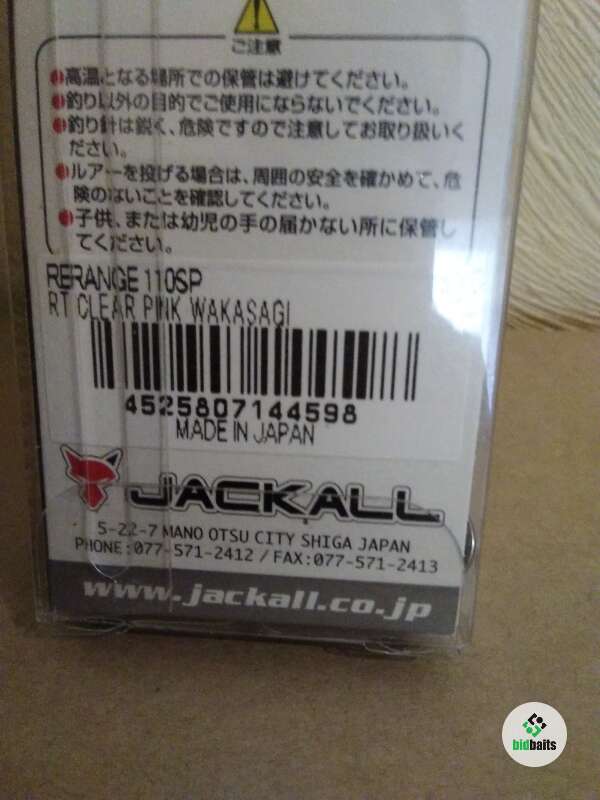 ご注意
●高温となる場所での保管は避けてください。
●釣り以外の目的でご使用にならないでください。
●釣り針は鋭く、危険ですので注意してお取り扱いく
ださい。
●ルアーを投げる場合は、周囲の安全を確かめて、危
険のないことを確認してください。
●子供、または幼児の手の届かない所に保管し
てください。
RERANGE 110SP
RT CLEAR PINK WAKASAGI
4525807144598
MADE IN JAPAN
JACKALL
5-22-7 MANO OTSU CITY SHIGA JAPAN
PHONE:077-571-2412 / FAX:077-571-2413
www.jackall.co.jp
bidbaits